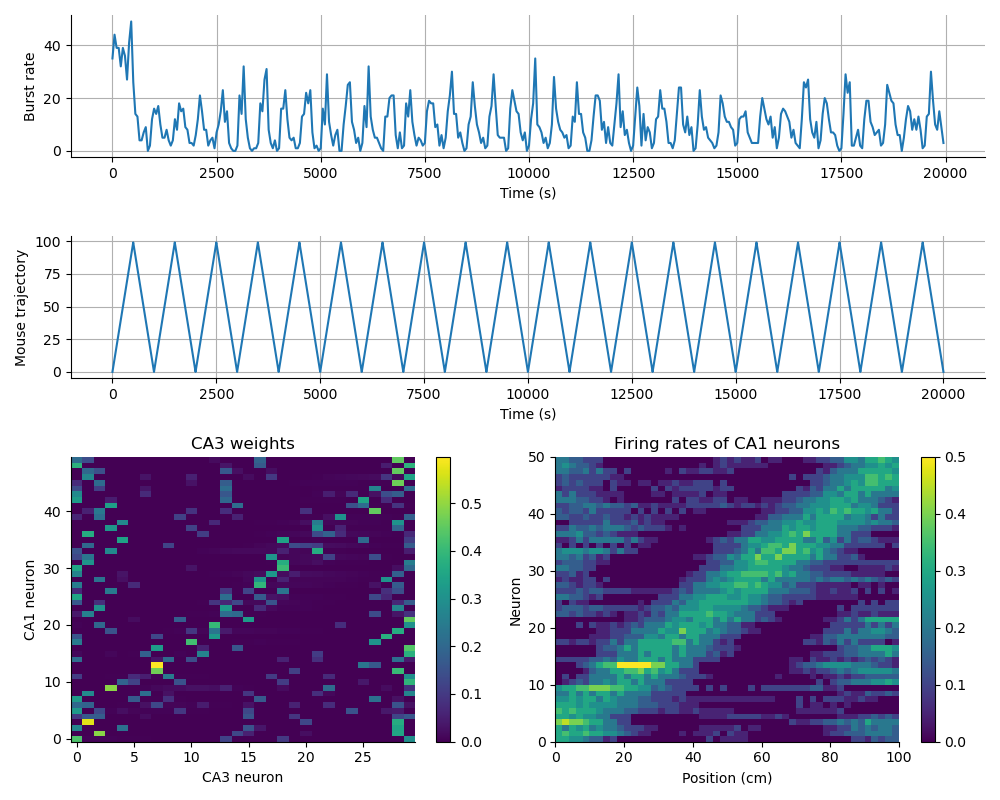 Burst rate
40
20
0
0 2500 5000 7500 10000 12500 15000 17500 20000
Time (s)
Mouse trajectory
100
75
50
25
0
0 2500 5000 7500 10000 12500 15000 17500 20000
Time (s)
CA3 weights
CA1 neuron
40
30
20
10
0
0 5 10 15 20 25
CA3 neuron
0.5
0.4
0.3
0.2
0.1
0.0
Firing rates of CA1 neurons
Neuron
50
40
30
20
10
0
0 20 40 60 80 100
Position (cm)
0.5
0.4
0.3
0.2
0.1
0.0